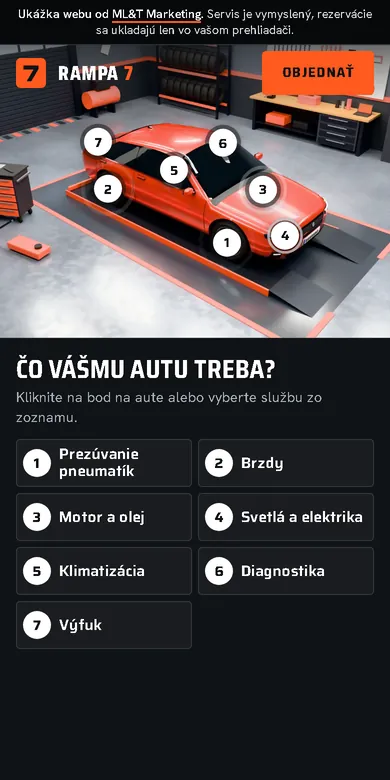 Ukážka webu od ML&T Marketing. Servis je vymyslený, rezervácie
sa ukladajú len vo vašom prehliadači.
7 RAMPA 7
OBJEDNAŤ
7
6
5
2
3
1
4
ČO VÁŠMU AUTU TREBA?
Kliknite na bod na aute alebo vyberte službu zo
zoznamu.
1 Prezúvanie
pneumatík
2 Brzdy
3 Motor a olej
4 Svetlá a elektrika
5 Klimatizácia
6 Diagnostika
7 Výfuk